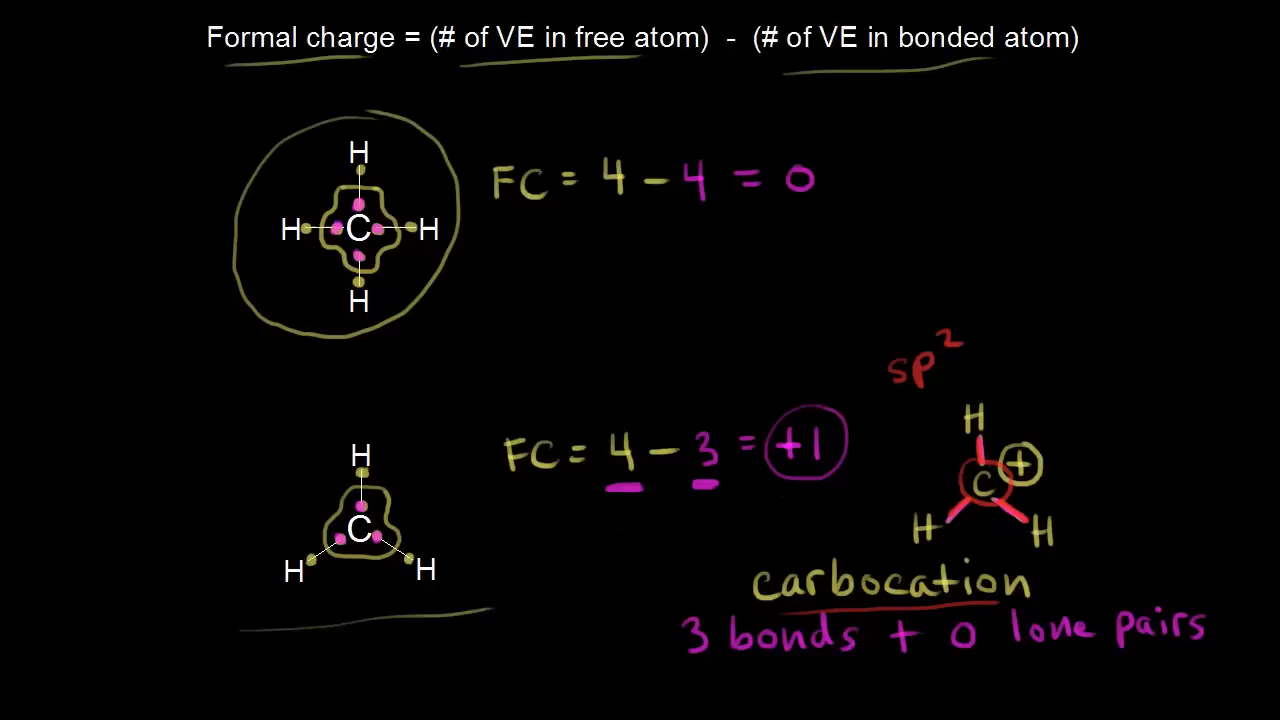 Formal charge = (# of VE in free atom) - (# of VE in bonded atom)
H
H C H
H
FC = 4 - 4 = 0
sp²
H
C +
H H
H
C
H H
FC = 4 - 3 = +1
carbocation
3 bonds + 0 lone pairs